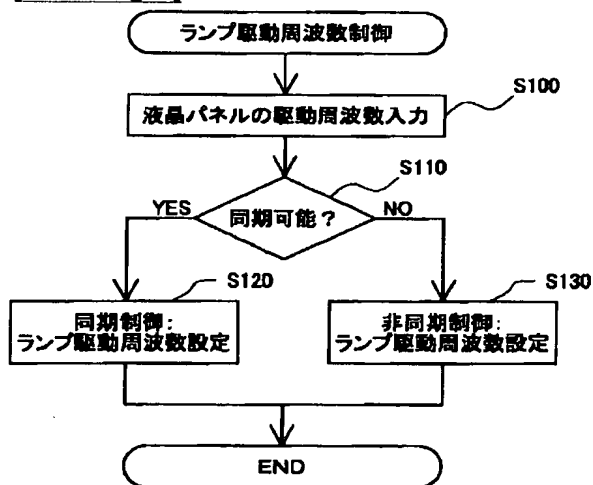 ランプ駆動周波数制御
S100
液晶パネルの駆動周波数入力
S110
YES
同期可能？
NO
S120
S130
同期制御：
ランプ駆動周波数設定
非同期制御：
ランプ駆動周波数設定
END